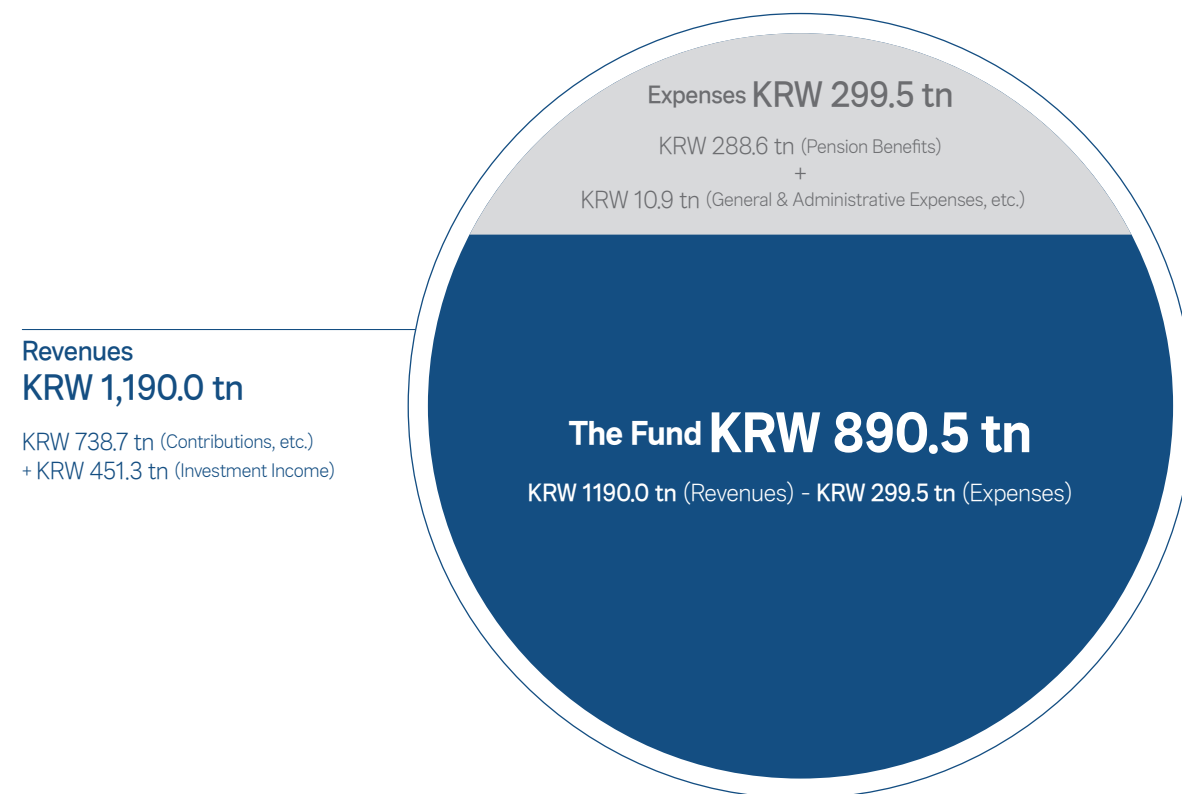 Expenses KRW 299.5 tn
KRW 288.6 tn (Pension Benefits)
+
KRW 10.9 tn (General & Administrative Expenses, etc.)
Revenues
KRW 1,190.0 tn
KRW 738.7 tn (Contributions, etc.)
+ KRW 451.3 tn (Investment Income)
The Fund KRW 890.5 tn
KRW 1190.0 tn (Revenues) - KRW 299.5 tn (Expenses)